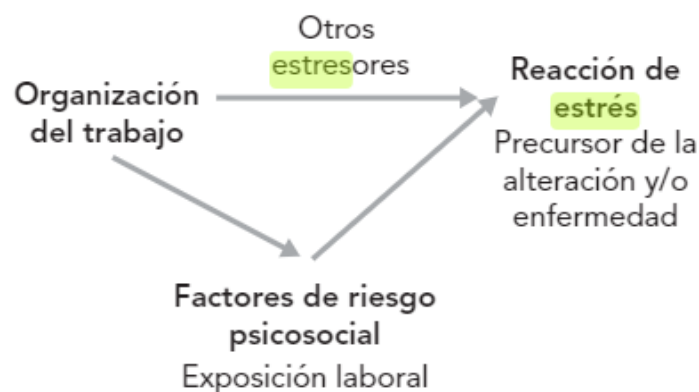 Otros
estresores
Organización
del trabajo
Reacción de
estrés
Precursor de la
alteración y/o
enfermedad
Factores de riesgo
psicosocial
Exposición laboral